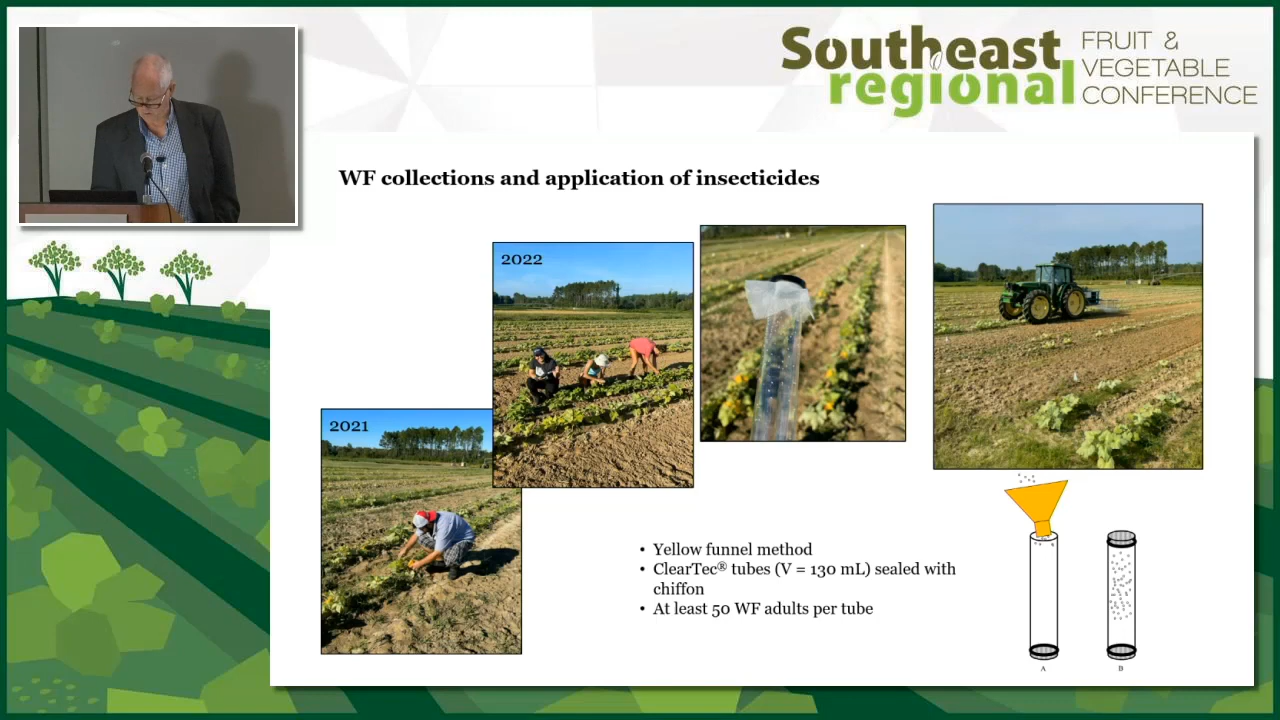 Southeast
regional
FRUIT &
VEGETABLE
CONFERENCE
WF collections and application of insecticides
2022
2021
• Yellow funnel method
• ClearTec® tubes (V = 130 mL) sealed with
chiffon
• At least 50 WF adults per tube
A
B